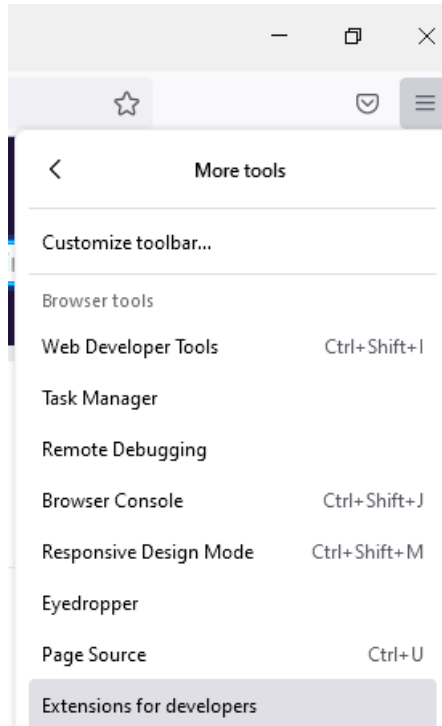 More tools
Customize toolbar...
Browser tools
Web Developer Tools Ctrl+Shift+I
Task Manager
Remote Debugging
Browser Console Ctrl+Shift+J
Responsive Design Mode Ctrl+Shift+M
Eyedropper
Page Source Ctrl+U
Extensions for developers